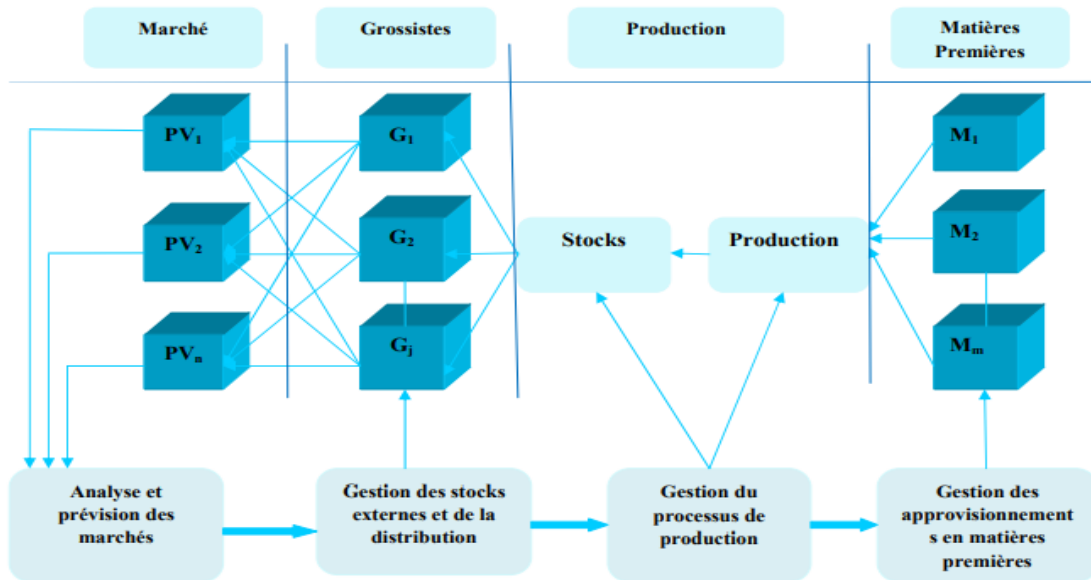 Marché
Grossistes
Production
Matières
Premières
PV1
G1
M1
PV2
G2
Stocks
Production
M2
PVn
Gj
Mm
Analyse et
prévision des
marchés
Gestion des stocks
externes et de la
distribution
Gestion du
processus de
production
Gestion des
approvisionnement
s en matières
premières